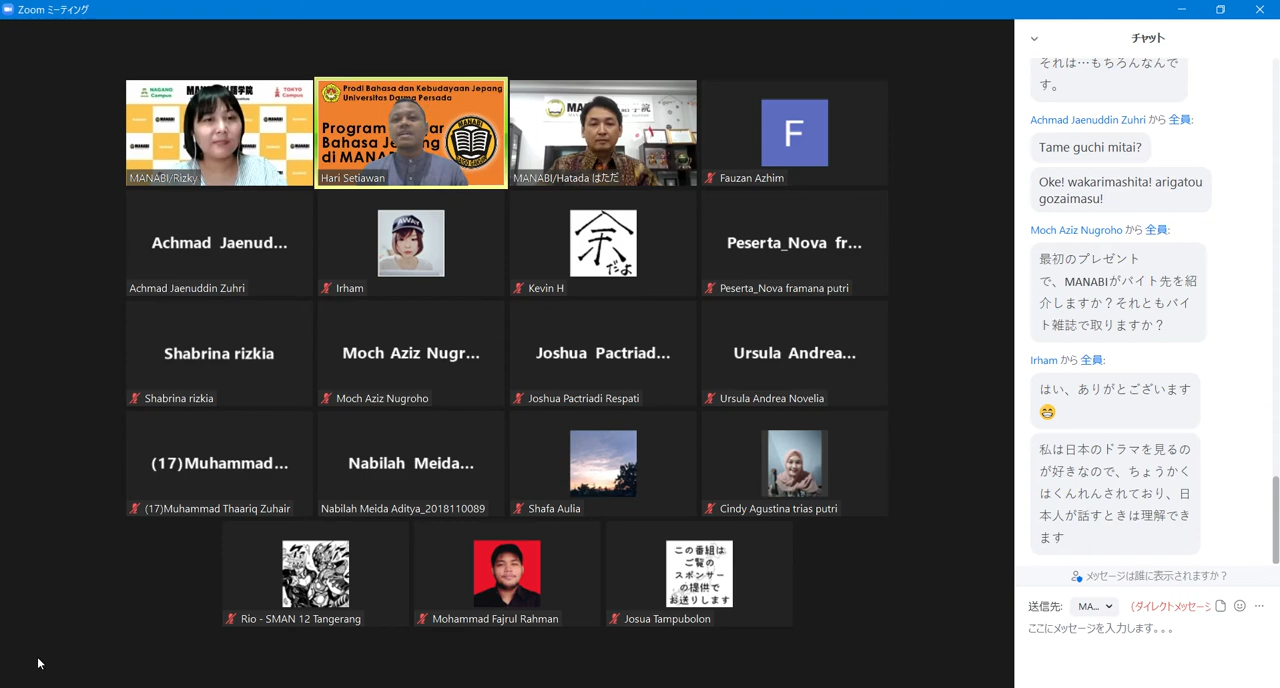 Zoom ミーティング
NAGANO Campus
TOKYO Campus
MANABI
MANABI/Rizky
Prodi Bahasa dan Kebudayaan Jepang
Universitas Darma Persada
Program
Bahasa
di MANA
MANABI
Hari Setiawan
MANABI/Hatada はただ
F
Fauzan Azhim
Achmad Jaenud...
Achmad Jaenuddin Zuhri
Irham
余
だよ
Kevin H
Peserta_Nova fr...
Peserta_Nova framana putri
Shabrina rizkia
Shabrina rizkia
Moch Aziz Nugr...
Moch Aziz Nugroho
Joshua Pactriad...
Joshua Pactriadi Respati
Ursula Andrea...
Ursula Andrea Novelia
(17)Muhammad...
(17)Muhammad Thaariq Zuhair
Nabilah Meida...
Nabilah Meida Aditya_2018110089
Shafa Aulia
Cindy Agustina trias putri
Rio - SMAN 12 Tangerang
Mohammad Fajrul Rahman
この番組は
ご覧の
スポンサー
の提供で
お送りします
Josua Tampubolon
チャット
それは…もちろんなんで
す。
Achmad Jaenuddin Zuhri から 全員:
Tame guchi mitai?
Oke! wakarimashita! arigatou
gozaimasu!
Moch Aziz Nugroho から 全員:
最初のプレゼント
で、MANABIがバイト先を紹
介しますか？それともバイ
ト雑誌で取りますか？
Irham から 全員:
はい、ありがとございます
😁
私は日本のドラマを見るの
が好きなので、ちょうかく
はくんれんされており、日
本人が話すときは理解でき
ます
メッセージは誰に表示されますか？
送信先: MA... (ダイレクトメッセージ
ここにメッセージを入力します。。。